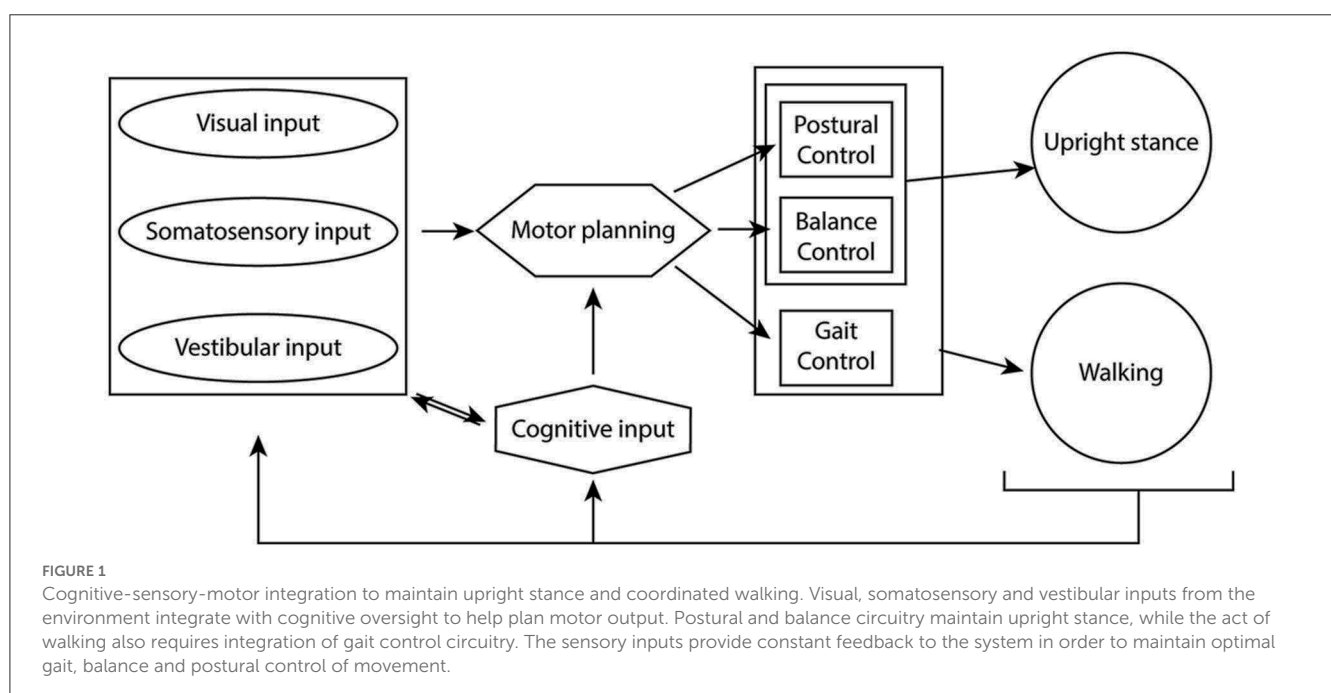 Visual input
Somatosensory input
Vestibular input
Motor planning
Cognitive input
Postural
Control
Balance
Control
Gait
Control
Upright stance
Walking
FIGURE 1
Cognitive-sensory-motor integration to maintain upright stance and coordinated walking. Visual, somatosensory and vestibular inputs from the
environment integrate with cognitive oversight to help plan motor output. Postural and balance circuitry maintain upright stance, while the act of
walking also requires integration of gait control circuitry. The sensory inputs provide constant feedback to the system in order to maintain optimal
gait, balance and postural control of movement.